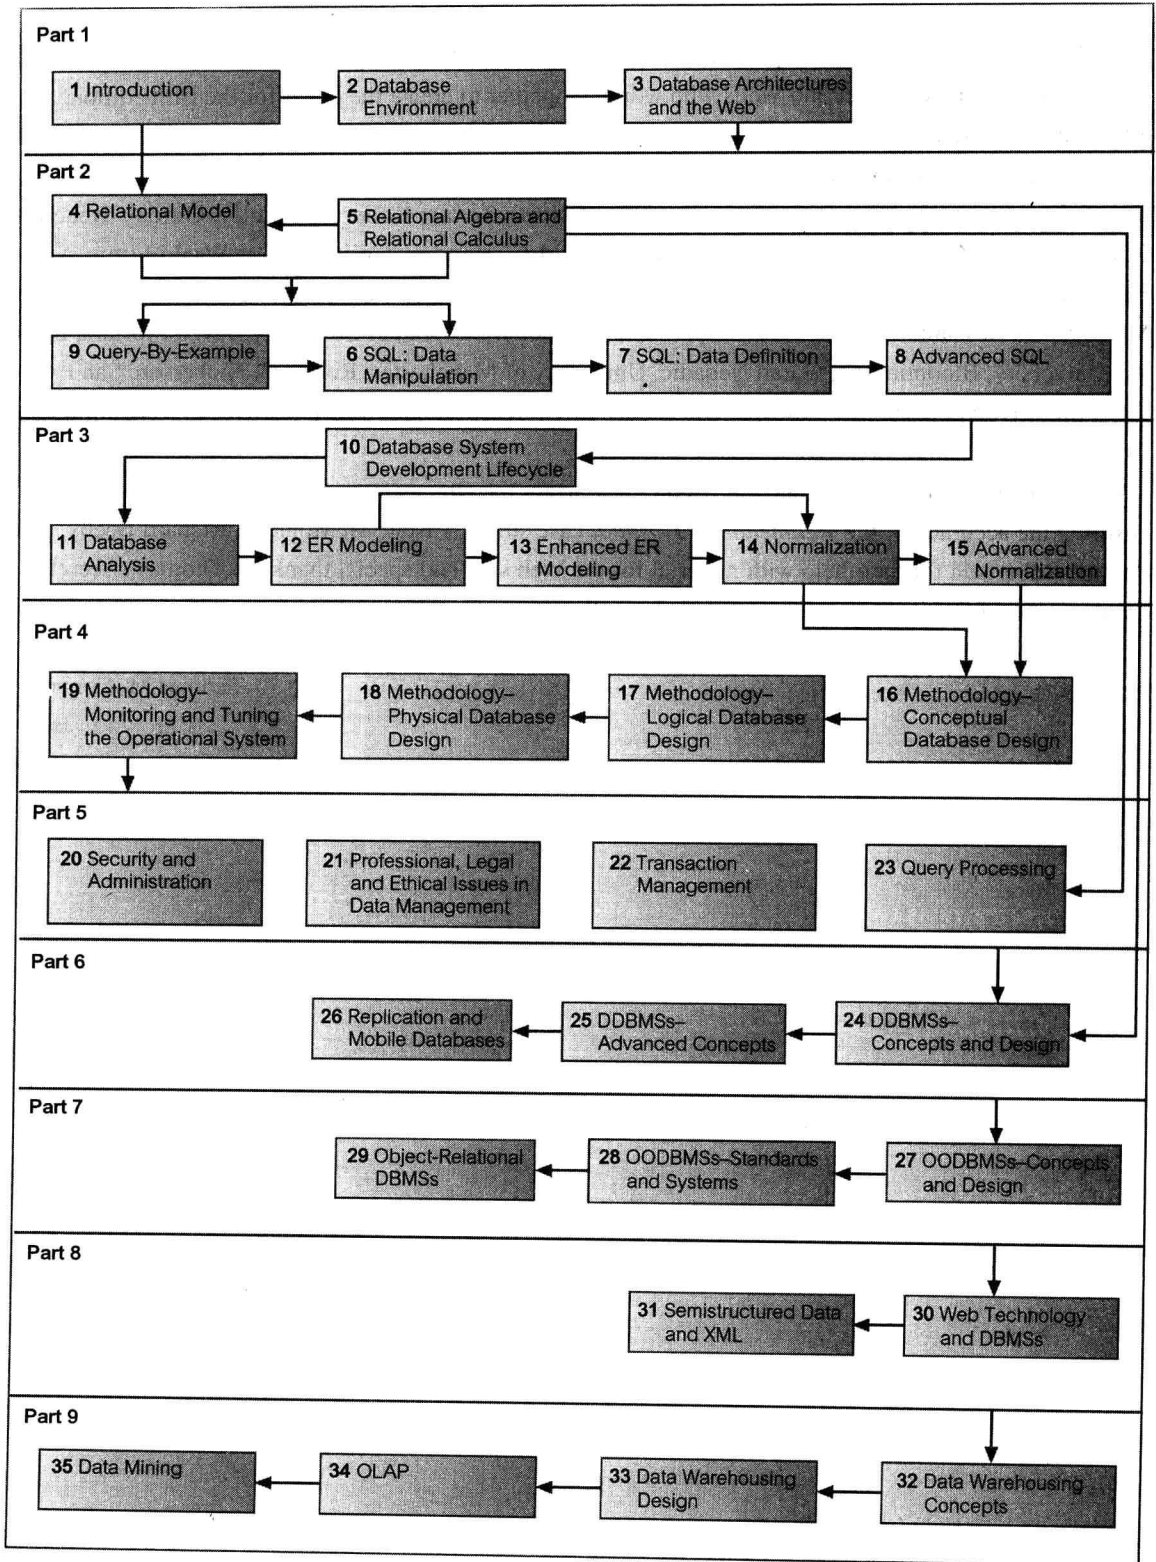 Part 1
1 Introduction
2 Database
Environment
3 Database Architectures
and the Web
Part 2
4 Relational Model
5 Relational Algebra and
Relational Calculus
9 Query-By-Example
6 SQL: Data
Manipulation
7 SQL: Data Definition
8 Advanced SQL
Part 3
10 Database System
Development Lifecycle
11 Database
Analysis
12 ER Modeling
13 Enhanced ER
Modeling
14 Normalization
15 Advanced
Normalization
Part 4
19 Methodology–
Monitoring and Tuning
the Operational System
18 Methodology–
Physical Database
Design
17 Methodology–
Logical Database
Design
16 Methodology–
Conceptual
Database Design
Part 5
20 Security and
Administration
21 Professional, Legal
and Ethical Issues in
Data Management
22 Transaction
Management
23 Query Processing
Part 6
26 Replication and
Mobile Databases
25 DDBMSs–
Advanced Concepts
24 DDBMSs–
Concepts and Design
Part 7
29 Object-Relational
DBMSs
28 OODBMSs–Standards
and Systems
27 OODBMSs–Concepts
and Design
Part 8
31 Semistructured Data
and XML
30 Web Technology
and DBMSs
Part 9
35 Data Mining
34 OLAP
33 Data Warehousing
Design
32 Data Warehousing
Concepts